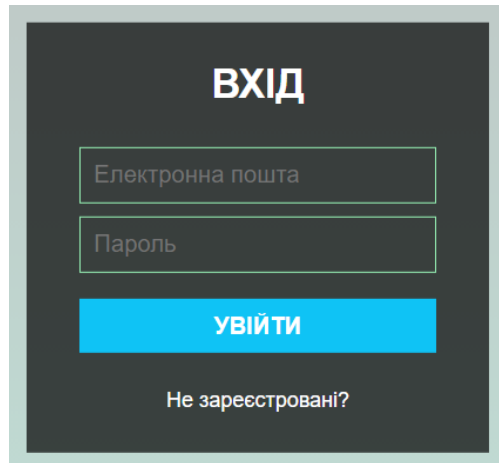 ВХІД
Електронна пошта
Пароль
УВІЙТИ
Не зареєстровані?